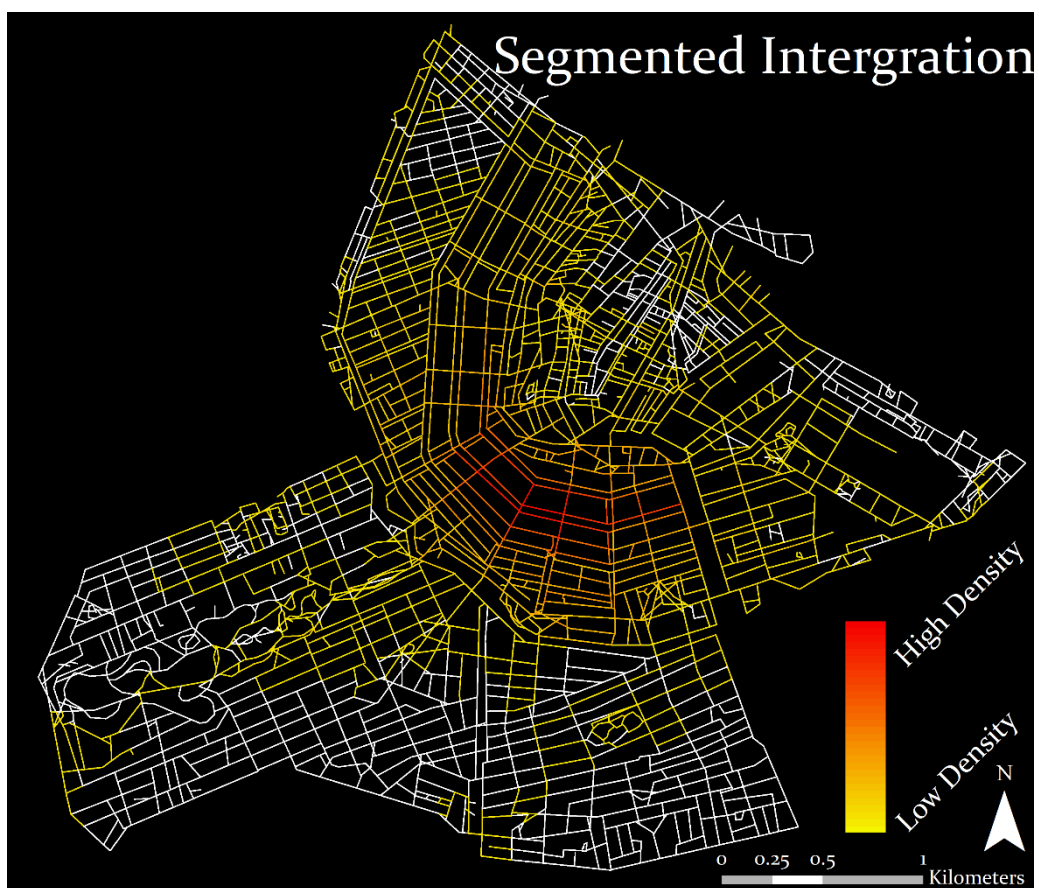 Segmented Intergration
High Density
Low Density
N
0 0.25 0.5 1
Kilometers